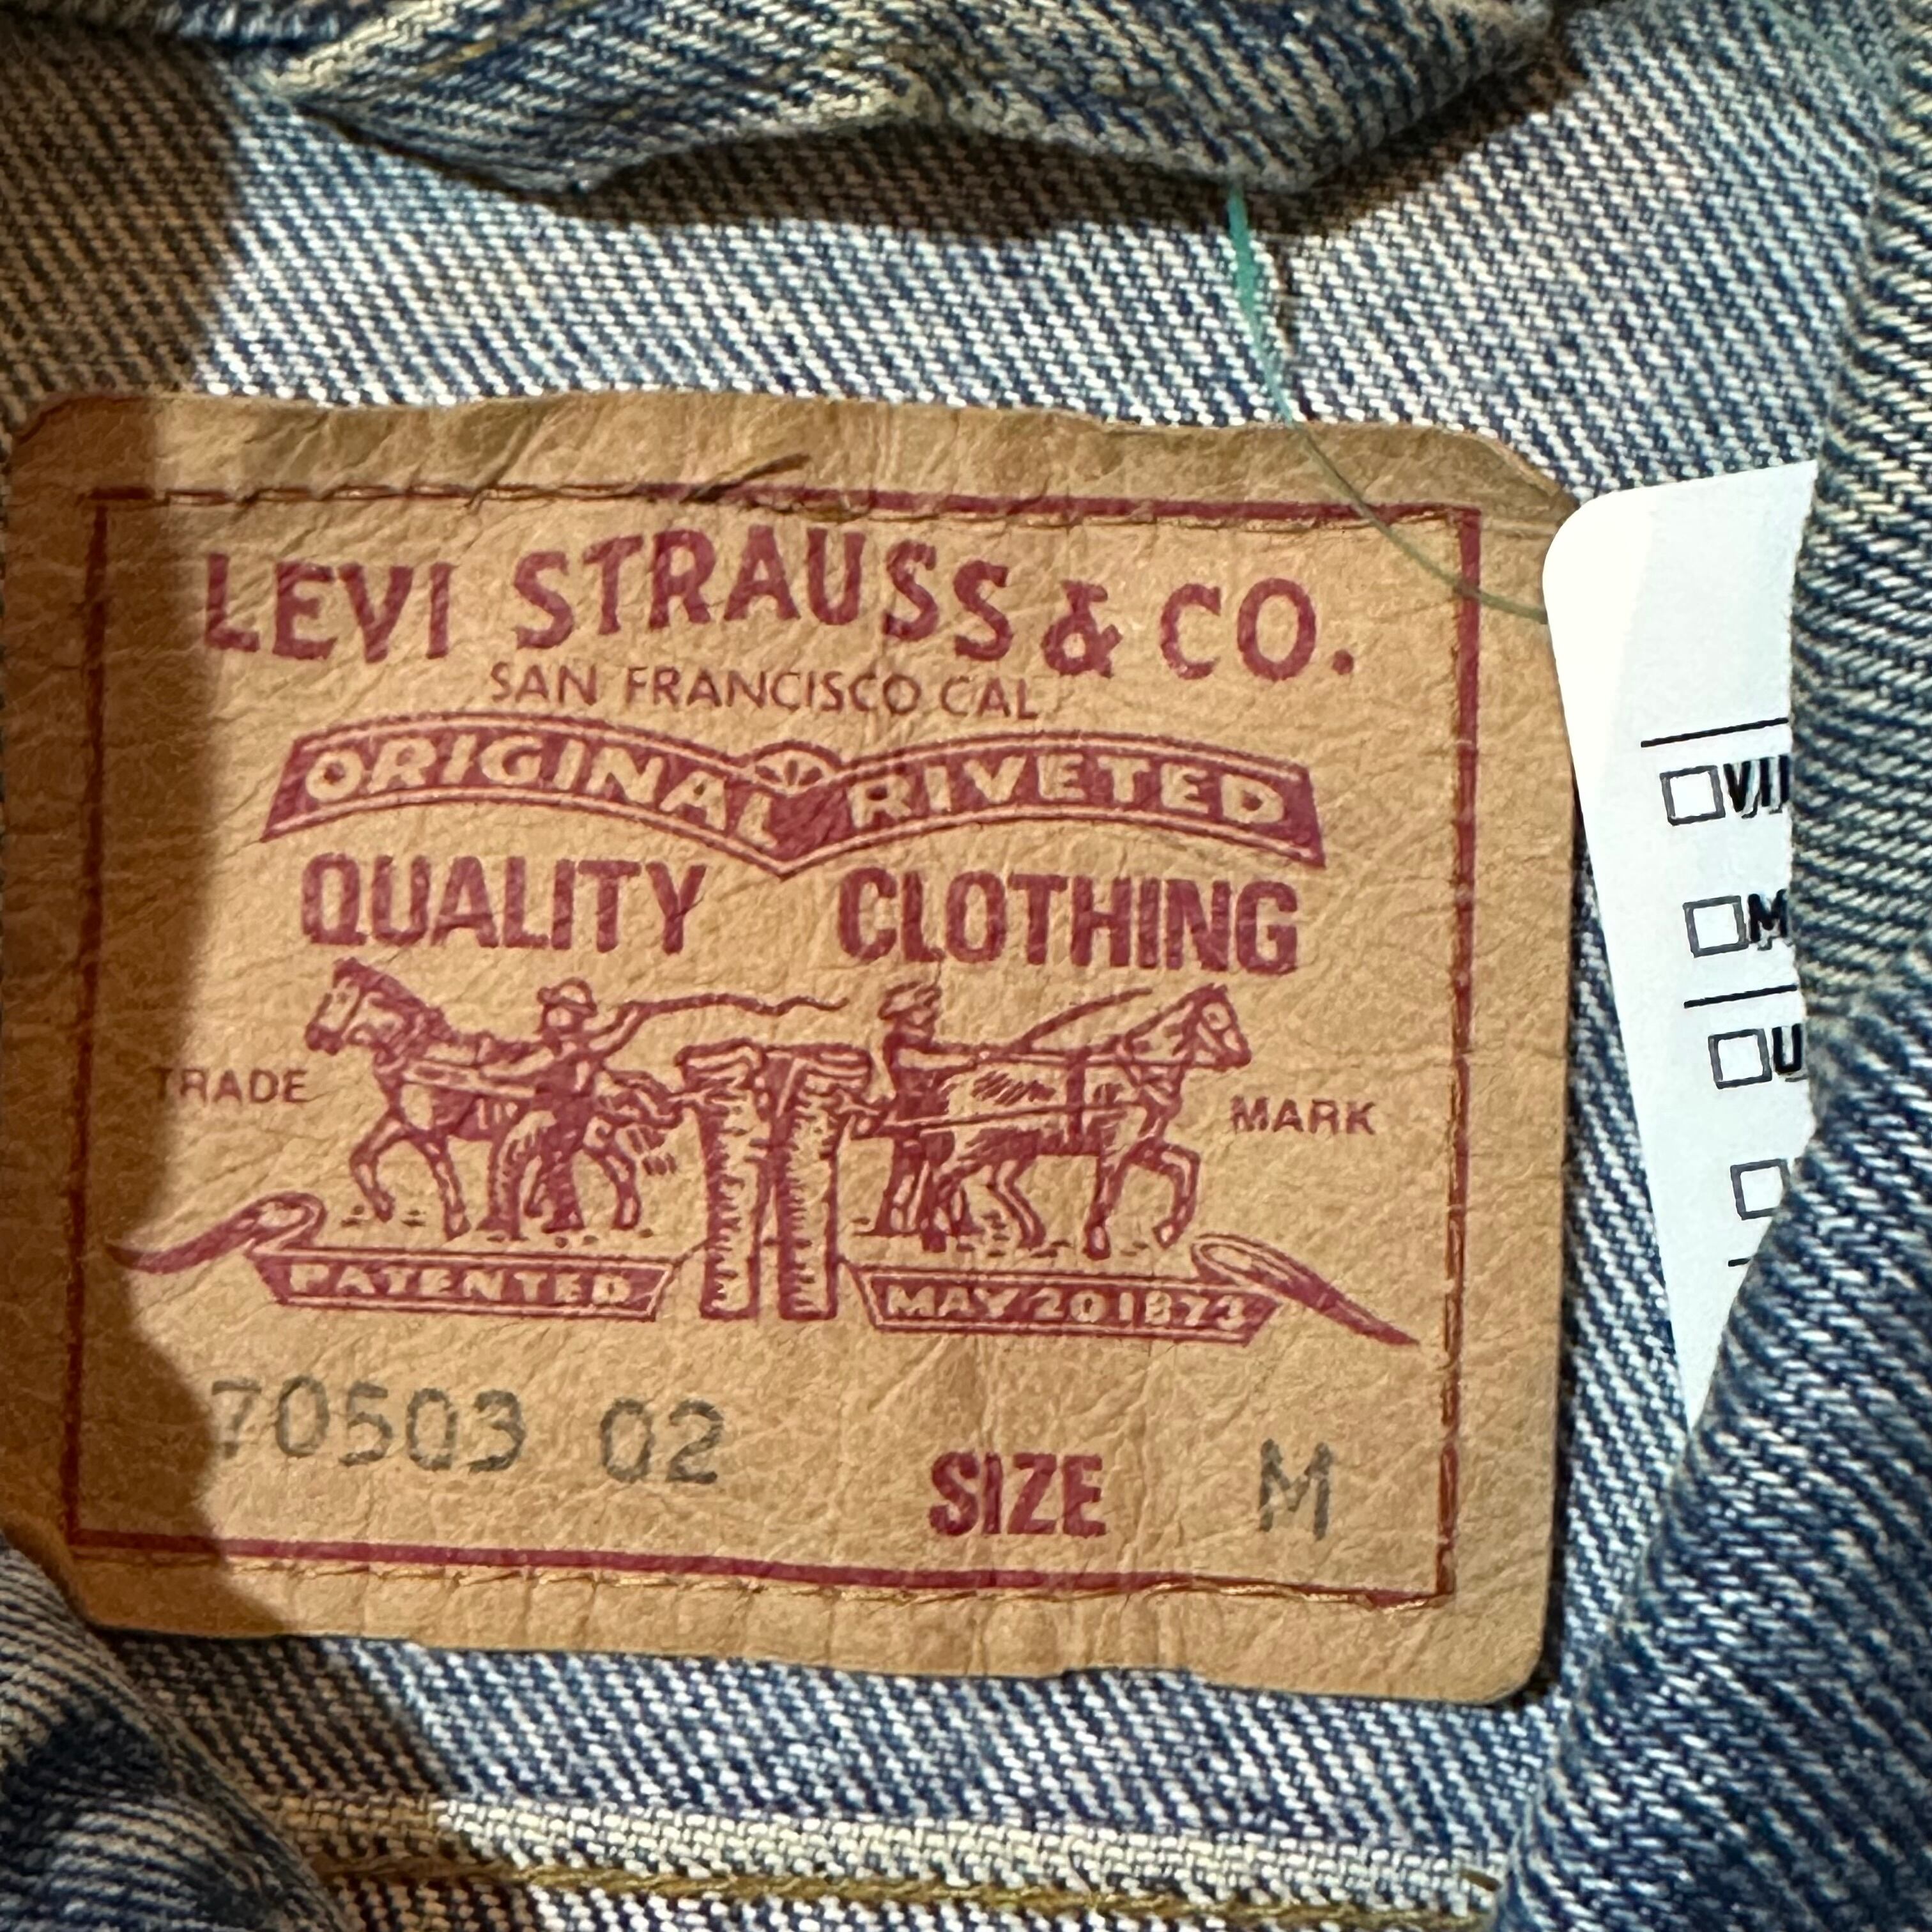 LEVI STRAUSS & CO.
SAN FRANCISCO CAL.
ORIGINAL RIVETED
QUALITY CLOTHING
TRADE MARK
PATENTED MAY 20 1873
70503 02 SIZE M